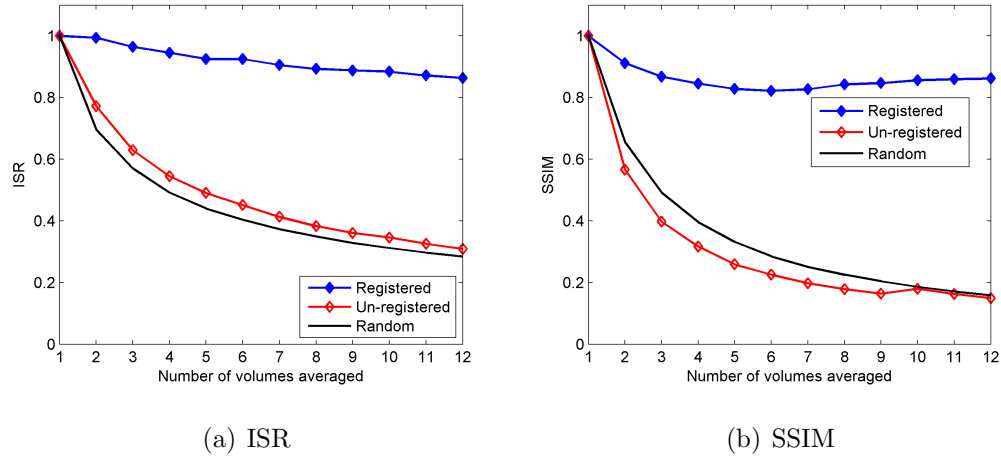 1
0.8
0.6
0.4
0.2
0
ISR
1 2 3 4 5 6 7 8 9 10 11 12
Number of volumes averaged
Registered
Un-registered
Random
(a) ISR
1
0.8
0.6
0.4
0.2
0
SSIM
1 2 3 4 5 6 7 8 9 10 11 12
Number of volumes averaged
Registered
Un-registered
Random
(b) SSIM